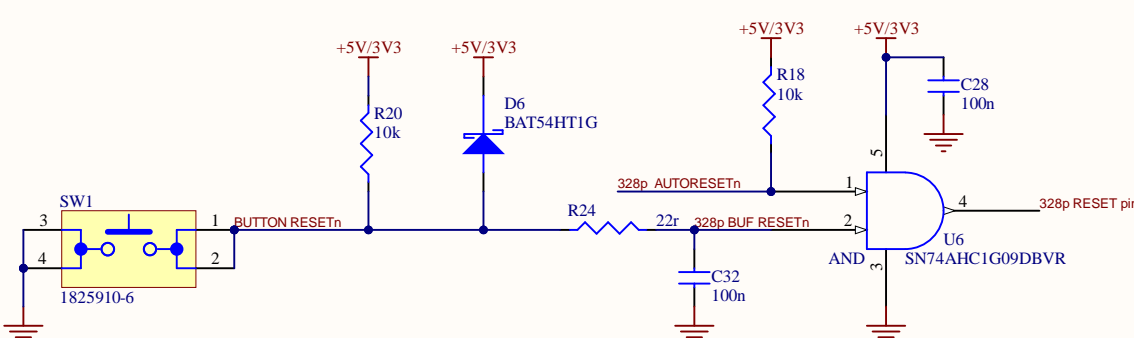 +5V/3V3
+5V/3V3
+5V/3V3
+5V/3V3
R20
10k
D6
BAT54HT1G
R18
10k
C28
100n
5
328p AUTORESETn
1
SW1
3
1
BUTTON RESETn
R24
22r
328p BUF RESETn
2
4
328p RESET pin
4
2
AND
U6
SN74AHC1G09DBVR
3
1825910-6
C32
100n